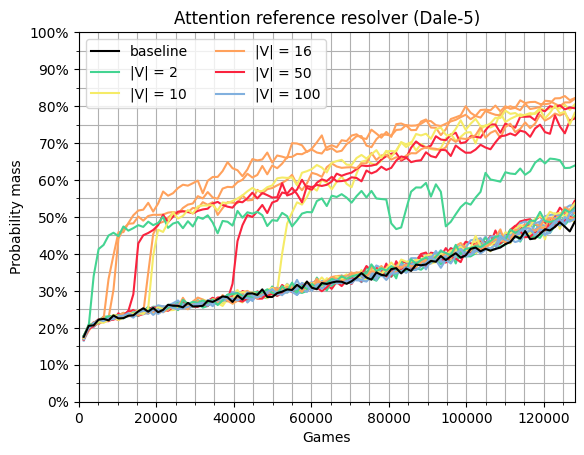 Attention reference resolver (Dale-5)
100%
90%
80%
70%
60%
50%
40%
30%
20%
10%
0%
Probability mass
baseline
|V| = 2
|V| = 10
|V| = 16
|V| = 50
|V| = 100
0 20000 40000 60000 80000 100000 120000
Games